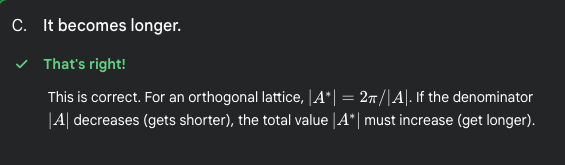 C. It becomes longer.
✓ That's right!
This is correct. For an orthogonal lattice, |A*| = 2π/|A|. If the denominator
|A| decreases (gets shorter), the total value |A*| must increase (get longer).